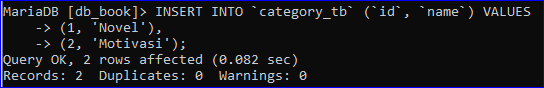 MariaDB [db_book]> INSERT INTO `category_tb` (`id`, `name`) VALUES
    -> (1, 'Novel'),
    -> (2, 'Motivasi');
Query OK, 2 rows affected (0.082 sec)
Records: 2  Duplicates: 0  Warnings: 0